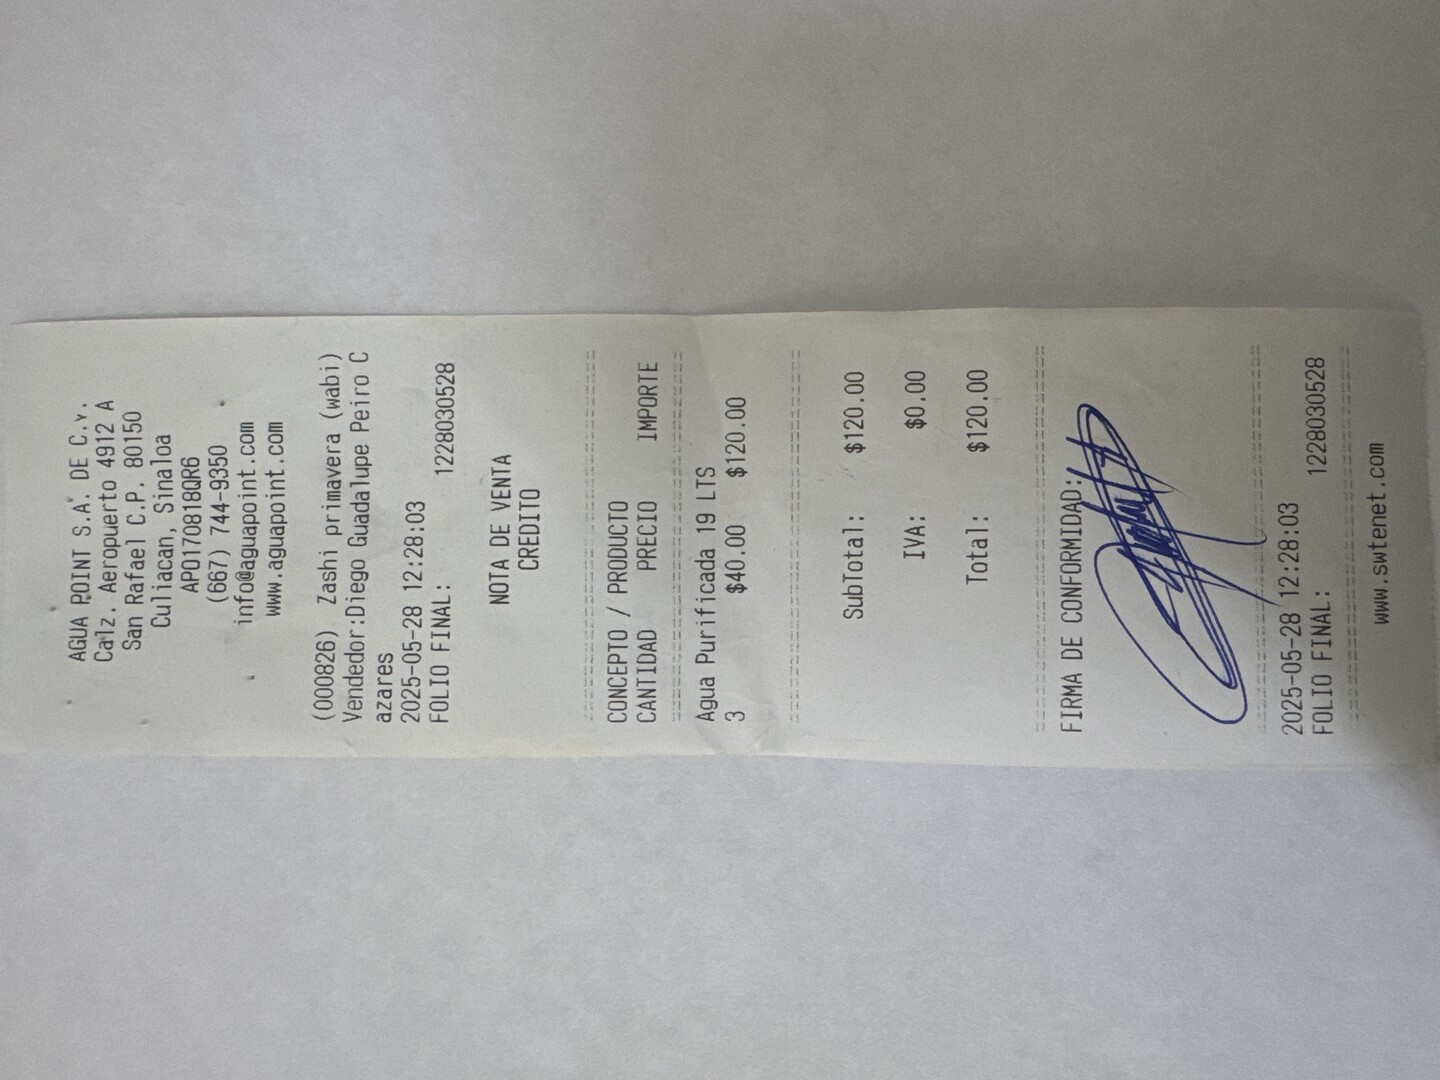 AGUA POINT S.A. DE C.V.
Calz. Aeropuerto 4912 A
San Rafael C.P. 80150
Culiacan, Sinaloa
APO170818QR6
(667) 744-9350
info@aguapoint.com
www.aguapoint.com
(000826) Zashi primavera (wabi)
Vendedor:Diego Guadalupe Peiro C
azares
2025-05-28 12:28:03
FOLIO FINAL: 1228030528
NOTA DE VENTA
CREDITO
CONCEPTO / PRODUCTO
CANTIDAD PRECIO IMPORTE
Agua Purificada 19 LTS
3 $40.00 $120.00
SubTotal: $120.00
IVA: $0.00
Total: $120.00
FIRMA DE CONFORMIDAD:
2025-05-28 12:28:03
FOLIO FINAL: 1228030528
www.swtenet.com